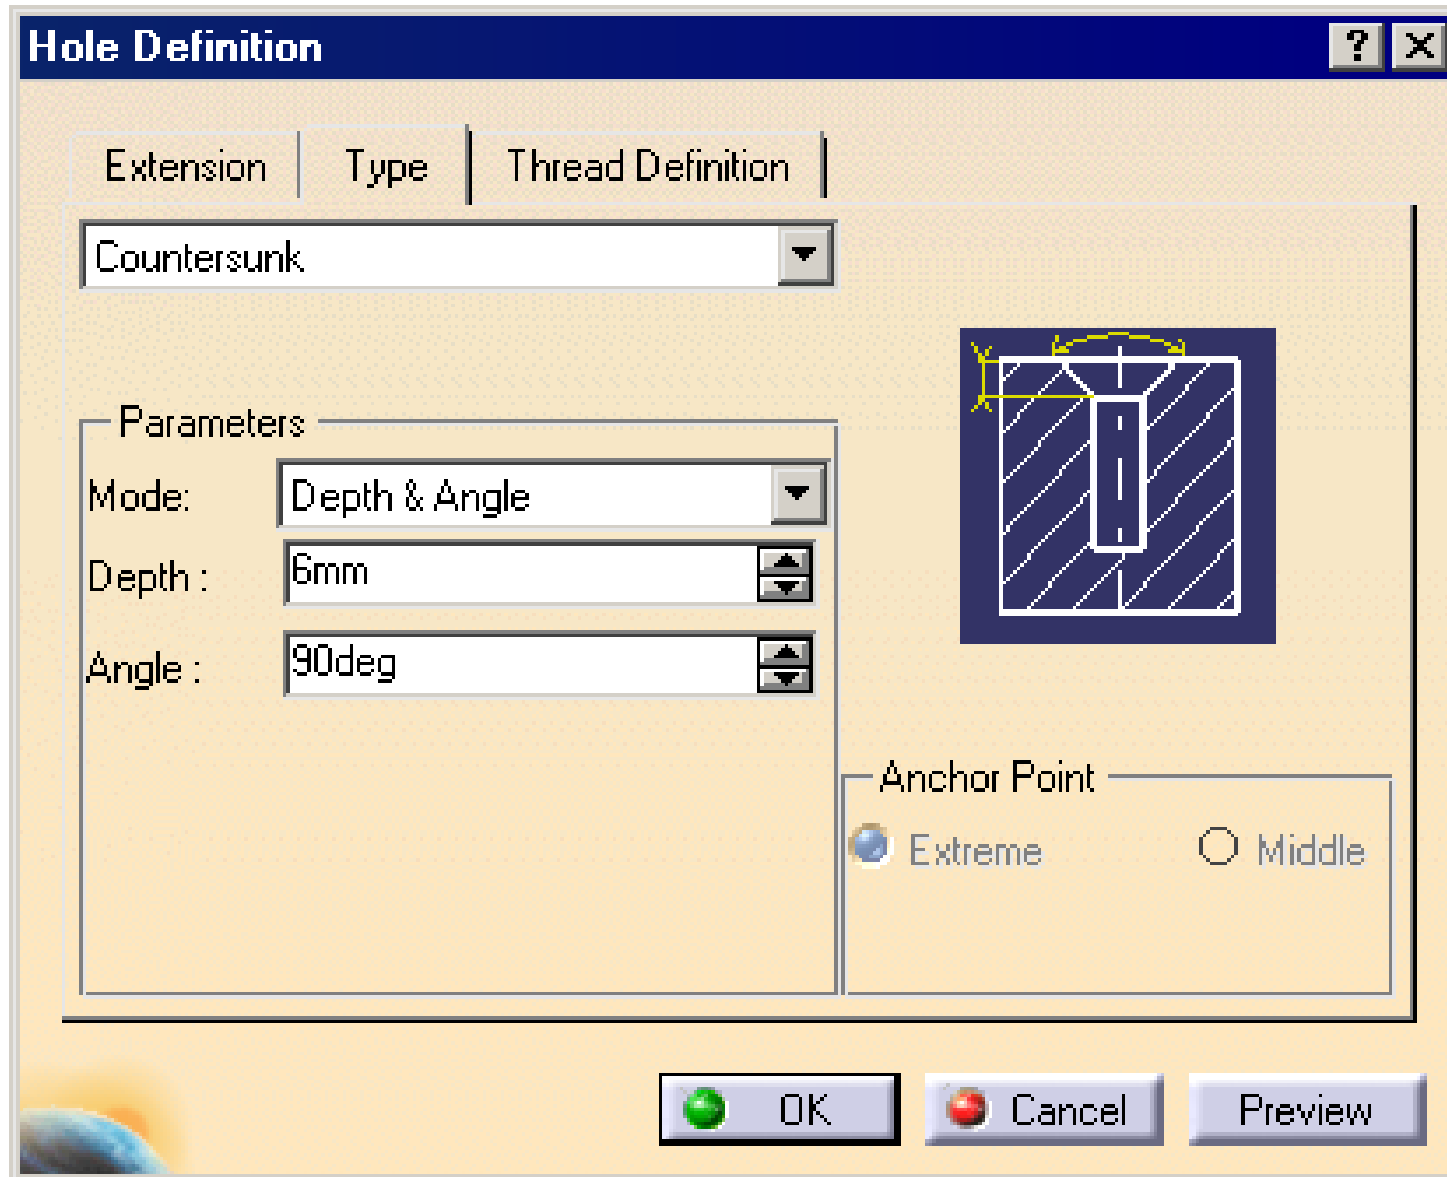 Hole Definition
? X
Extension Type Thread Definition
Countersunk
Parameters
Mode: Depth & Angle
Depth : 6mm
Angle : 90deg
Anchor Point
Extreme Middle
OK Cancel Preview